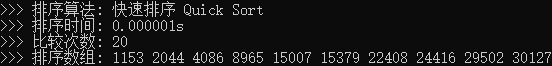 >>> 排序算法: 快速排序 Quick Sort
>>> 排序时间: 0.000001s
>>> 比较次数: 20
>>> 排序数组: 1153 2044 4086 8965 15007 15379 22408 24416 29502 30127